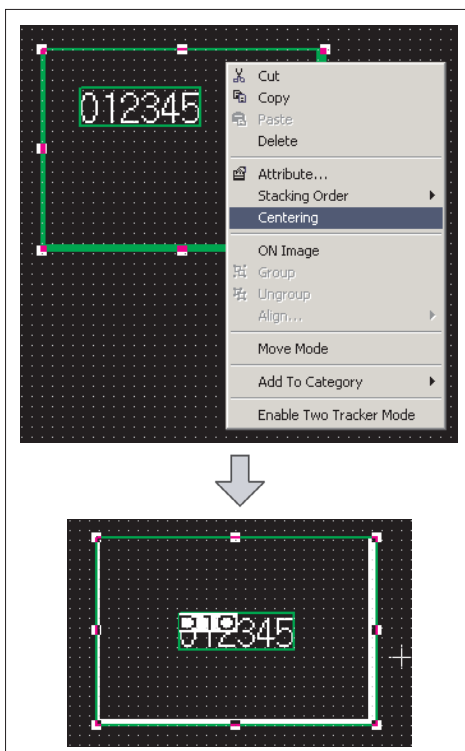 012345
Cut
Copy
Paste
Delete
Attribute...
Stacking Order
Centering
ON Image
Group
Ungroup
Align...
Move Mode
Add To Category
Enable Two Tracker Mode
012345